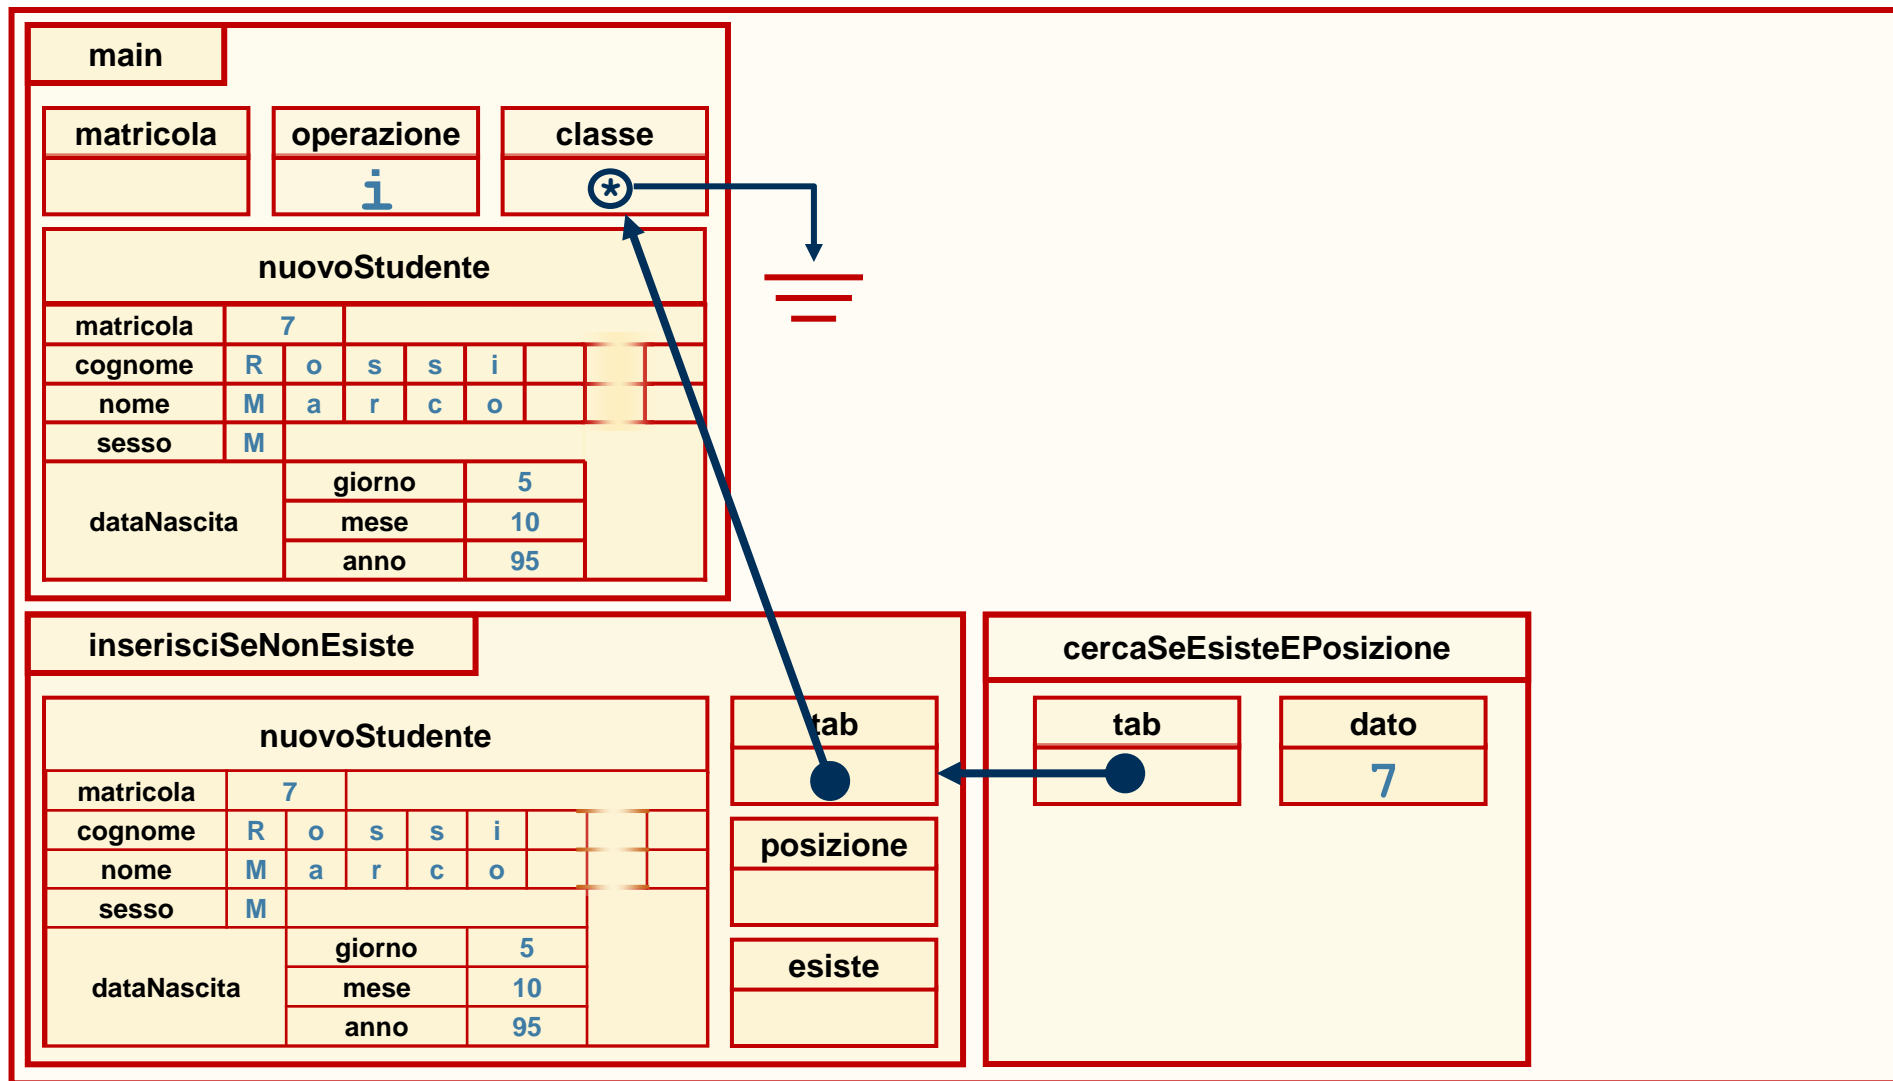 main
matricola operazione classe
i *
nuovoStudente
matricola 7
cognome R o s s i
nome M a r c o
sesso M
giorno 5
dataNascita mese 10
anno 95
inserisciSeNonEsiste cercaSeEsisteEPosizione
nuovoStudente tab tab dato
7
matricola 7
cognome R o s s i posizione
nome M a r c o
sesso M
giorno 5 esiste
dataNascita mese 10
anno 95